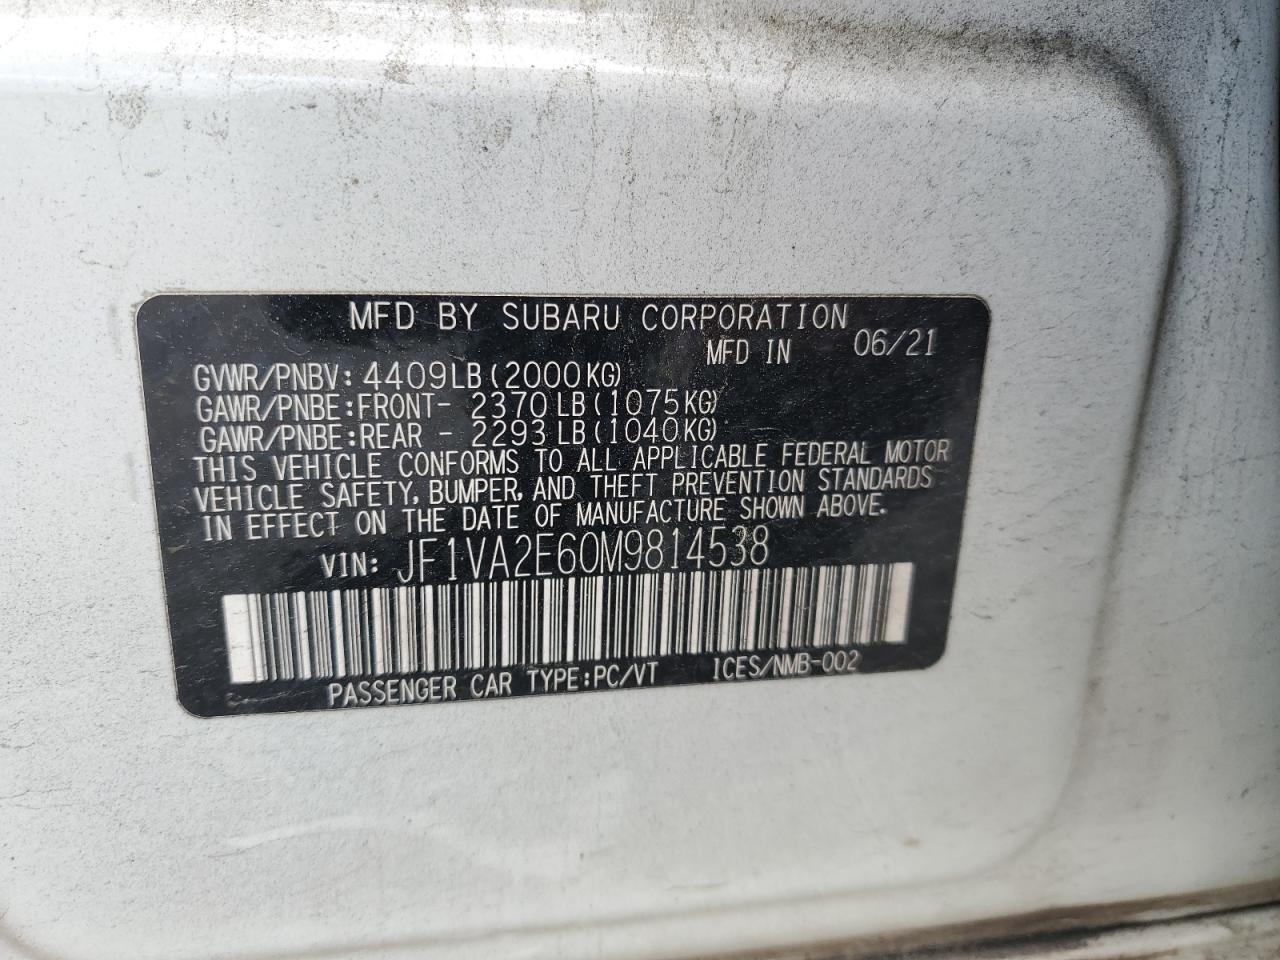 MFD BY SUBARU CORPORATION
MFD IN 06/21
GVWR/PNBV: 4409LB (2000KG)
GAWR/PNBE:FRONT- 2370LB (1075KG)
GAWR/PNBE:REAR - 2293LB (1040KG)
THIS VEHICLE CONFORMS TO ALL APPLICABLE FEDERAL MOTOR
VEHICLE SAFETY, BUMPER, AND THEFT PREVENTION STANDARDS
IN EFFECT ON THE DATE OF MANUFACTURE SHOWN ABOVE.
VIN: JF1VA2E60M9814538
PASSENGER CAR TYPE:PC/VT ICES/NMB-002